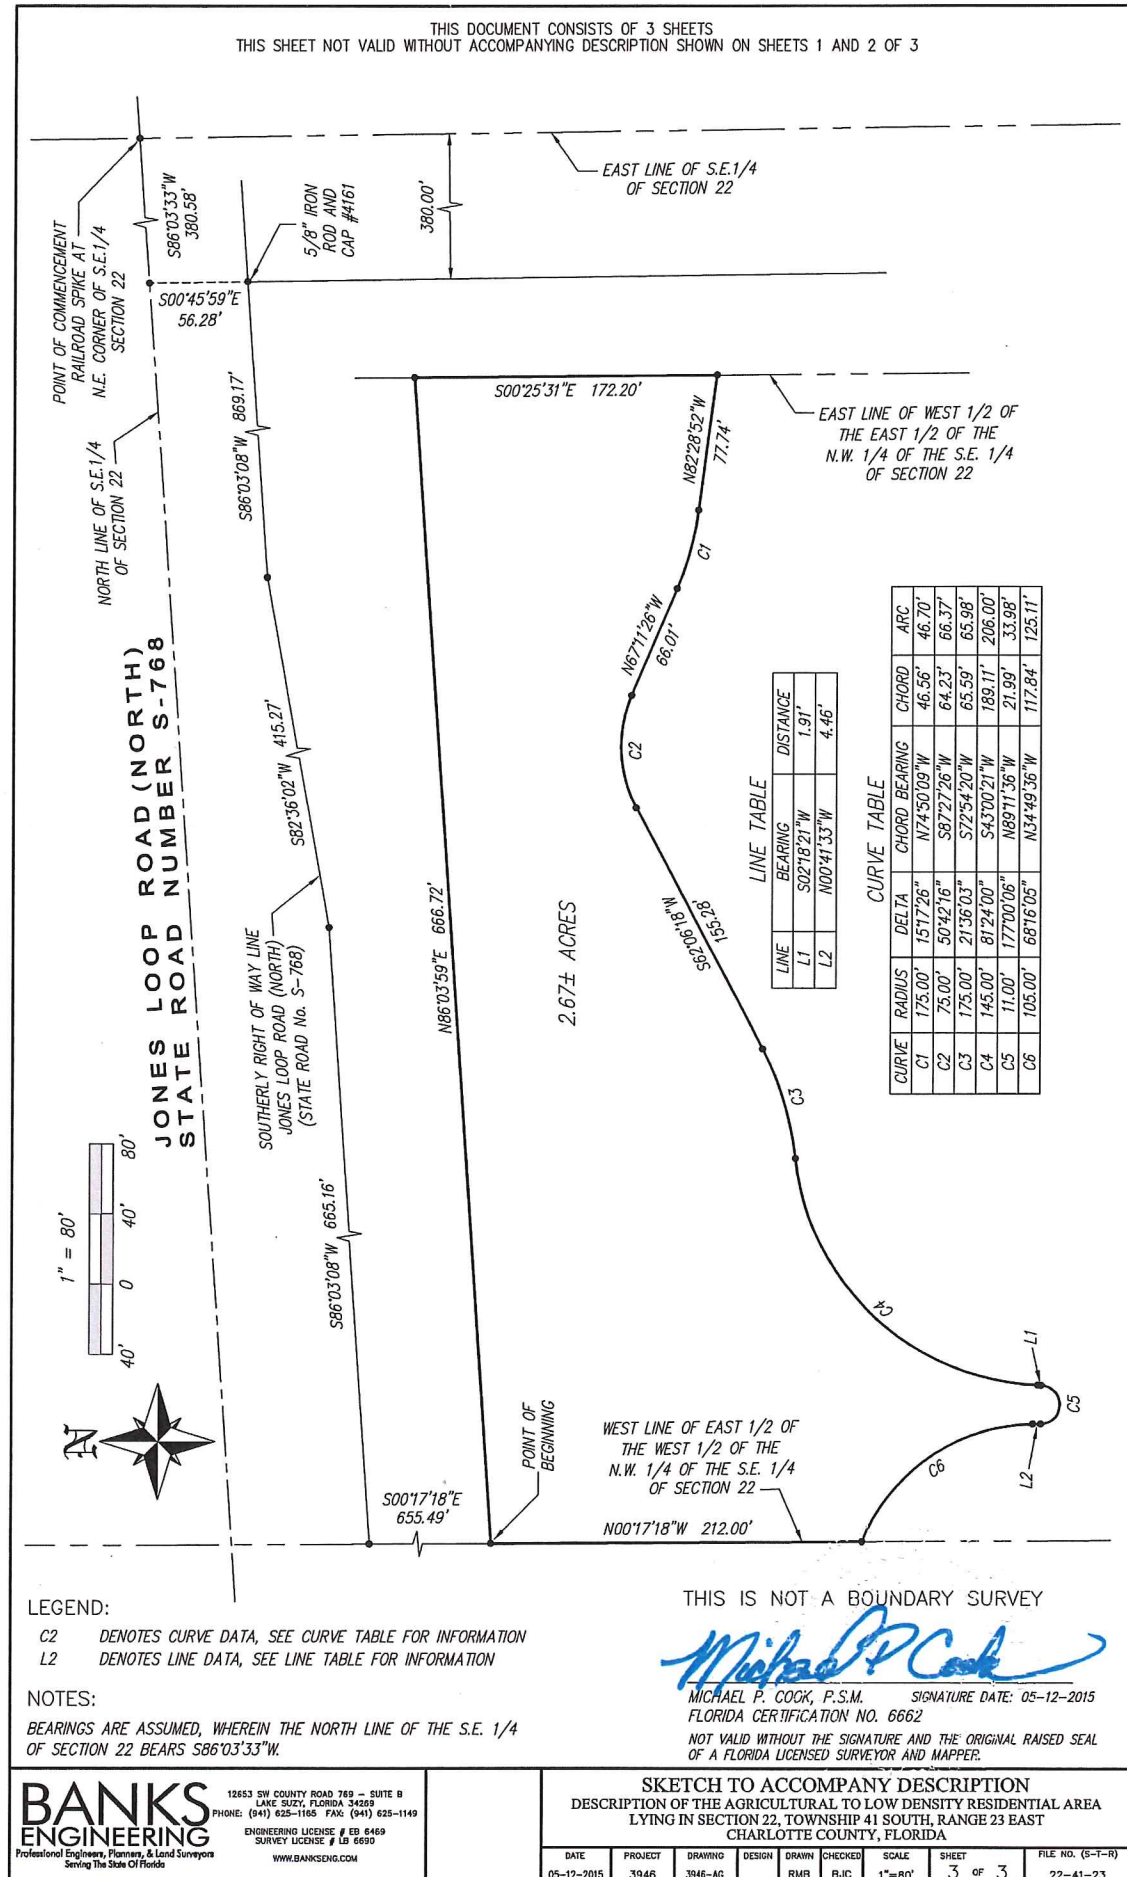 THIS DOCUMENT CONSISTS OF 3 SHEETS
THIS SHEET NOT VALID WITHOUT ACCOMPANYING DESCRIPTION SHOWN ON SHEETS 1 AND 2 OF 3
EAST LINE OF S.E.1/4
OF SECTION 22
POINT OF COMMENCEMENT
RAILROAD SPIKE AT
N.E. CORNER OF S.E.1/4
SECTION 22
S86°03'33"W
380.58'
5/8" IRON
ROD AND
CAP #4161
380.00'
S00°45'59"E
56.28'
NORTH LINE OF S.E.1/4
OF SECTION 22
S86°03'08"W 869.17'
S00°25'31"E 172.20'
N82°28'52"W
77.74'
EAST LINE OF WEST 1/2 OF
THE EAST 1/2 OF THE
N.W. 1/4 OF THE S.E. 1/4
OF SECTION 22
C1
N67°11'26"W
66.01'
C2
JONES LOOP ROAD (NORTH)
STATE ROAD NUMBER S-768
S82°36'02"W 415.27'
SOUTHERLY RIGHT OF WAY LINE
JONES LOOP ROAD (NORTH)
(STATE ROAD No. S-768)
N86°03'59"E 666.72'
2.67± ACRES
S62°06'18"W
155.28'
C3
LINE TABLE
LINE BEARING DISTANCE
L1 S02°18'21"W 1.91'
L2 N00°41'33"W 4.46'
CURVE TABLE
CURVE RADIUS DELTA CHORD BEARING CHORD ARC
C1 175.00' 15°17'26" N74°50'09"W 46.56' 46.70'
C2 75.00' 50°42'16" S87°27'26"W 64.23' 66.37'
C3 175.00' 21°36'03" S72°54'20"W 65.59' 65.98'
C4 145.00' 81°24'00" S43°00'21"W 189.11' 206.00'
C5 11.00' 177°00'06" N89°11'36"W 21.99' 33.98'
C6 105.00' 68°16'05" N34°49'36"W 117.84' 125.11'
1" = 80'
40' 0 40' 80'
S86°03'08"W 665.16'
C4
L1
C5
L2
C6
N
POINT OF
BEGINNING
WEST LINE OF EAST 1/2 OF
THE WEST 1/2 OF THE
N.W. 1/4 OF THE S.E. 1/4
OF SECTION 22
S00°17'18"E
655.49'
N00°17'18"W 212.00'
LEGEND:
C2 DENOTES CURVE DATA, SEE CURVE TABLE FOR INFORMATION
L2 DENOTES LINE DATA, SEE LINE TABLE FOR INFORMATION
NOTES:
BEARINGS ARE ASSUMED, WHEREIN THE NORTH LINE OF THE S.E. 1/4
OF SECTION 22 BEARS S86°03'33"W.
THIS IS NOT A BOUNDARY SURVEY
Michael P Cook
MICHAEL P. COOK, P.S.M. SIGNATURE DATE: 05-12-2015
FLORIDA CERTIFICATION NO. 6662
NOT VALID WITHOUT THE SIGNATURE AND THE ORIGINAL RAISED SEAL
OF A FLORIDA LICENSED SURVEYOR AND MAPPER.
BANKS
ENGINEERING
Professional Engineers, Planners, & Land Surveyors
Serving The State Of Florida
12653 SW COUNTY ROAD 769 – SUITE B
LAKE SUZY, FLORIDA 34269
PHONE: (941) 625-1165 FAX: (941) 625-1149
ENGINEERING LICENSE # EB 6469
SURVEY LICENSE # LB 6690
WWW.BANKSENG.COM
SKETCH TO ACCOMPANY DESCRIPTION
DESCRIPTION OF THE AGRICULTURAL TO LOW DENSITY RESIDENTIAL AREA
LYING IN SECTION 22, TOWNSHIP 41 SOUTH, RANGE 23 EAST
CHARLOTTE COUNTY, FLORIDA
DATE PROJECT DRAWING DESIGN DRAWN CHECKED SCALE SHEET FILE NO. (S-T-R)
05-12-2015 3946 3946-AG RMB BJC 1"=80' 3 OF 3 22-41-23